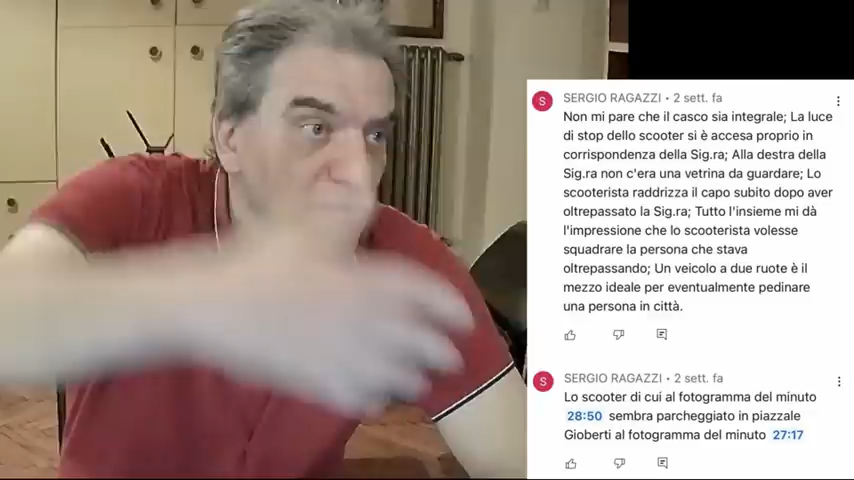 S
SERGIO RAGAZZI • 2 sett. fa
Non mi pare che il casco sia integrale; La luce
di stop dello scooter si è accesa proprio in
corrispondenza della Sig.ra; Alla destra della
Sig.ra non c'era una vetrina da guardare; Lo
scooterista raddrizza il capo subito dopo aver
oltrepassato la Sig.ra; Tutto l'insieme mi dà
l'impressione che lo scooterista volesse
squadrare la persona che stava
oltrepassando; Un veicolo a due ruote è il
mezzo ideale per eventualmente pedinare
una persona in città.
S
SERGIO RAGAZZI • 2 sett. fa
Lo scooter di cui al fotogramma del minuto
28:50 sembra parcheggiato in piazzale
Gioberti al fotogramma del minuto 27:17